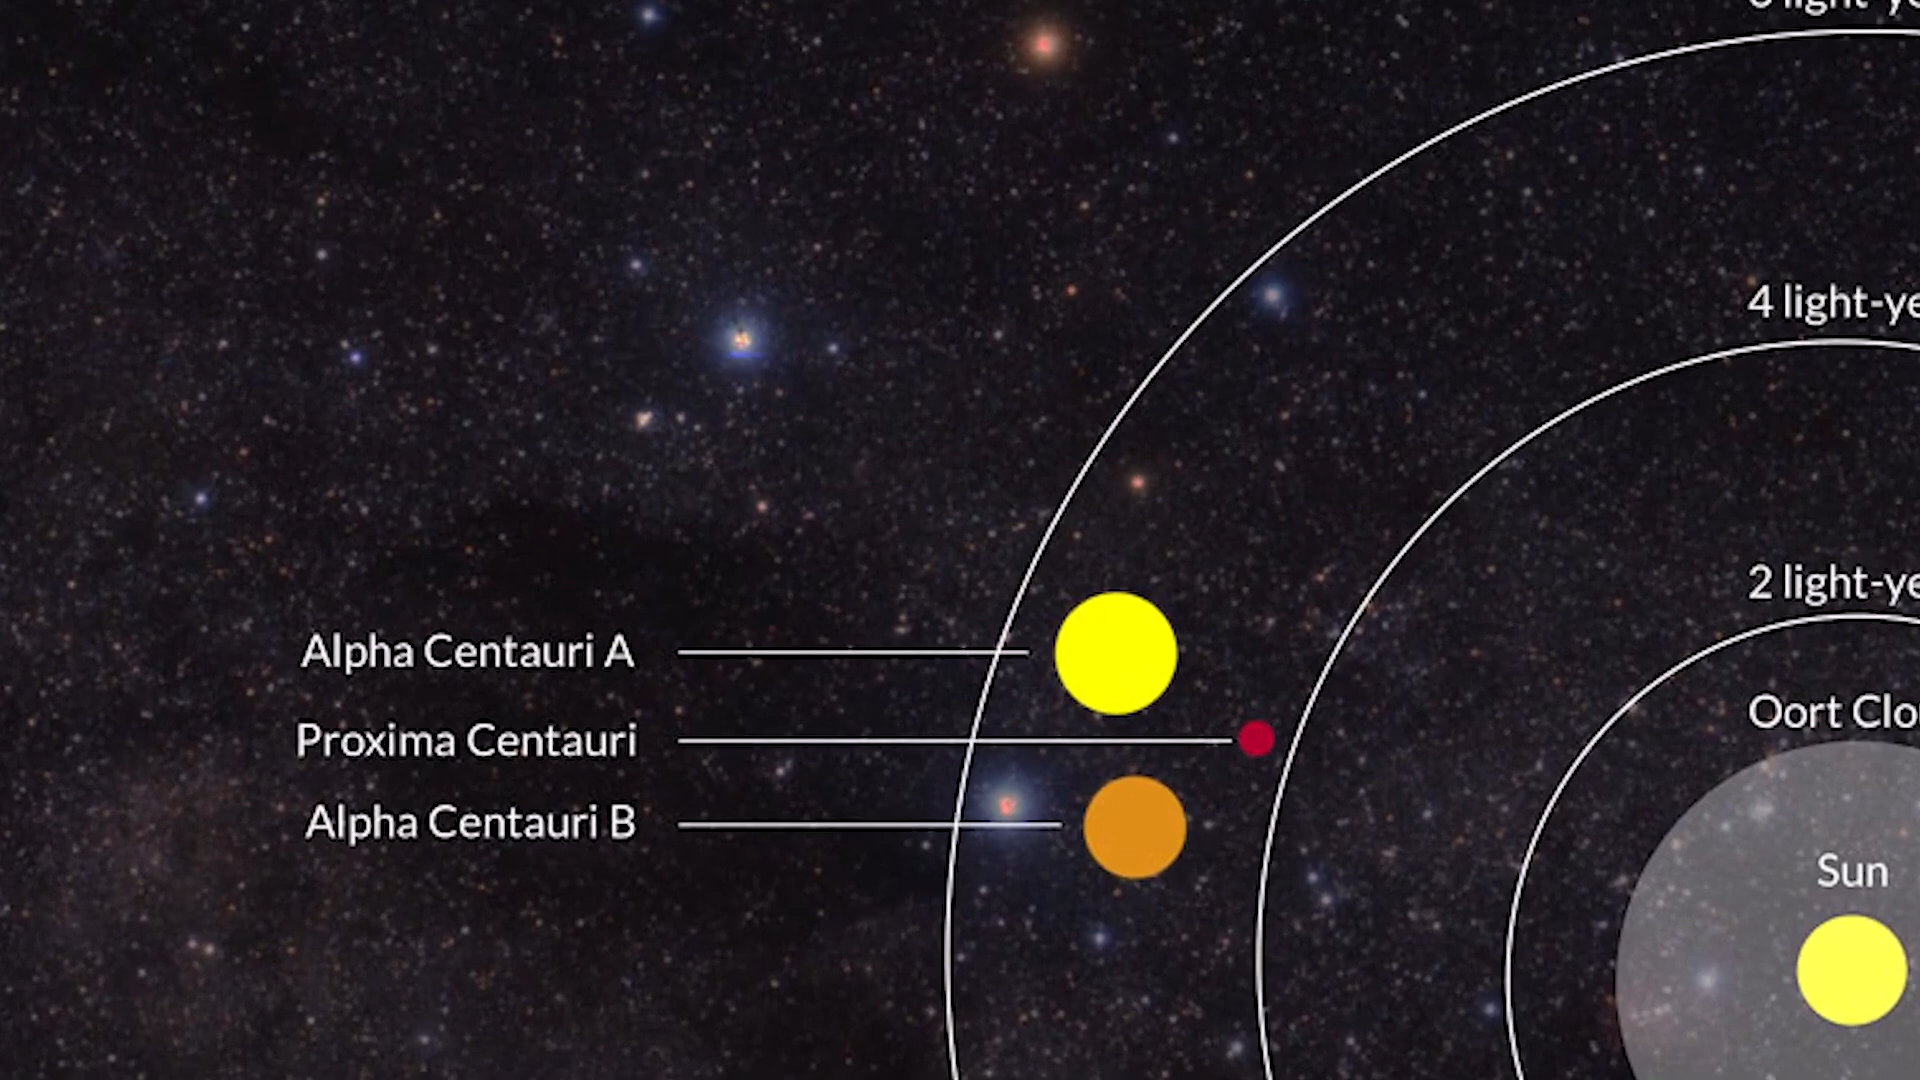 4 light-ye
2 light-ye
Alpha Centauri A
Oort Clo
Proxima Centauri
Alpha Centauri B
Sun